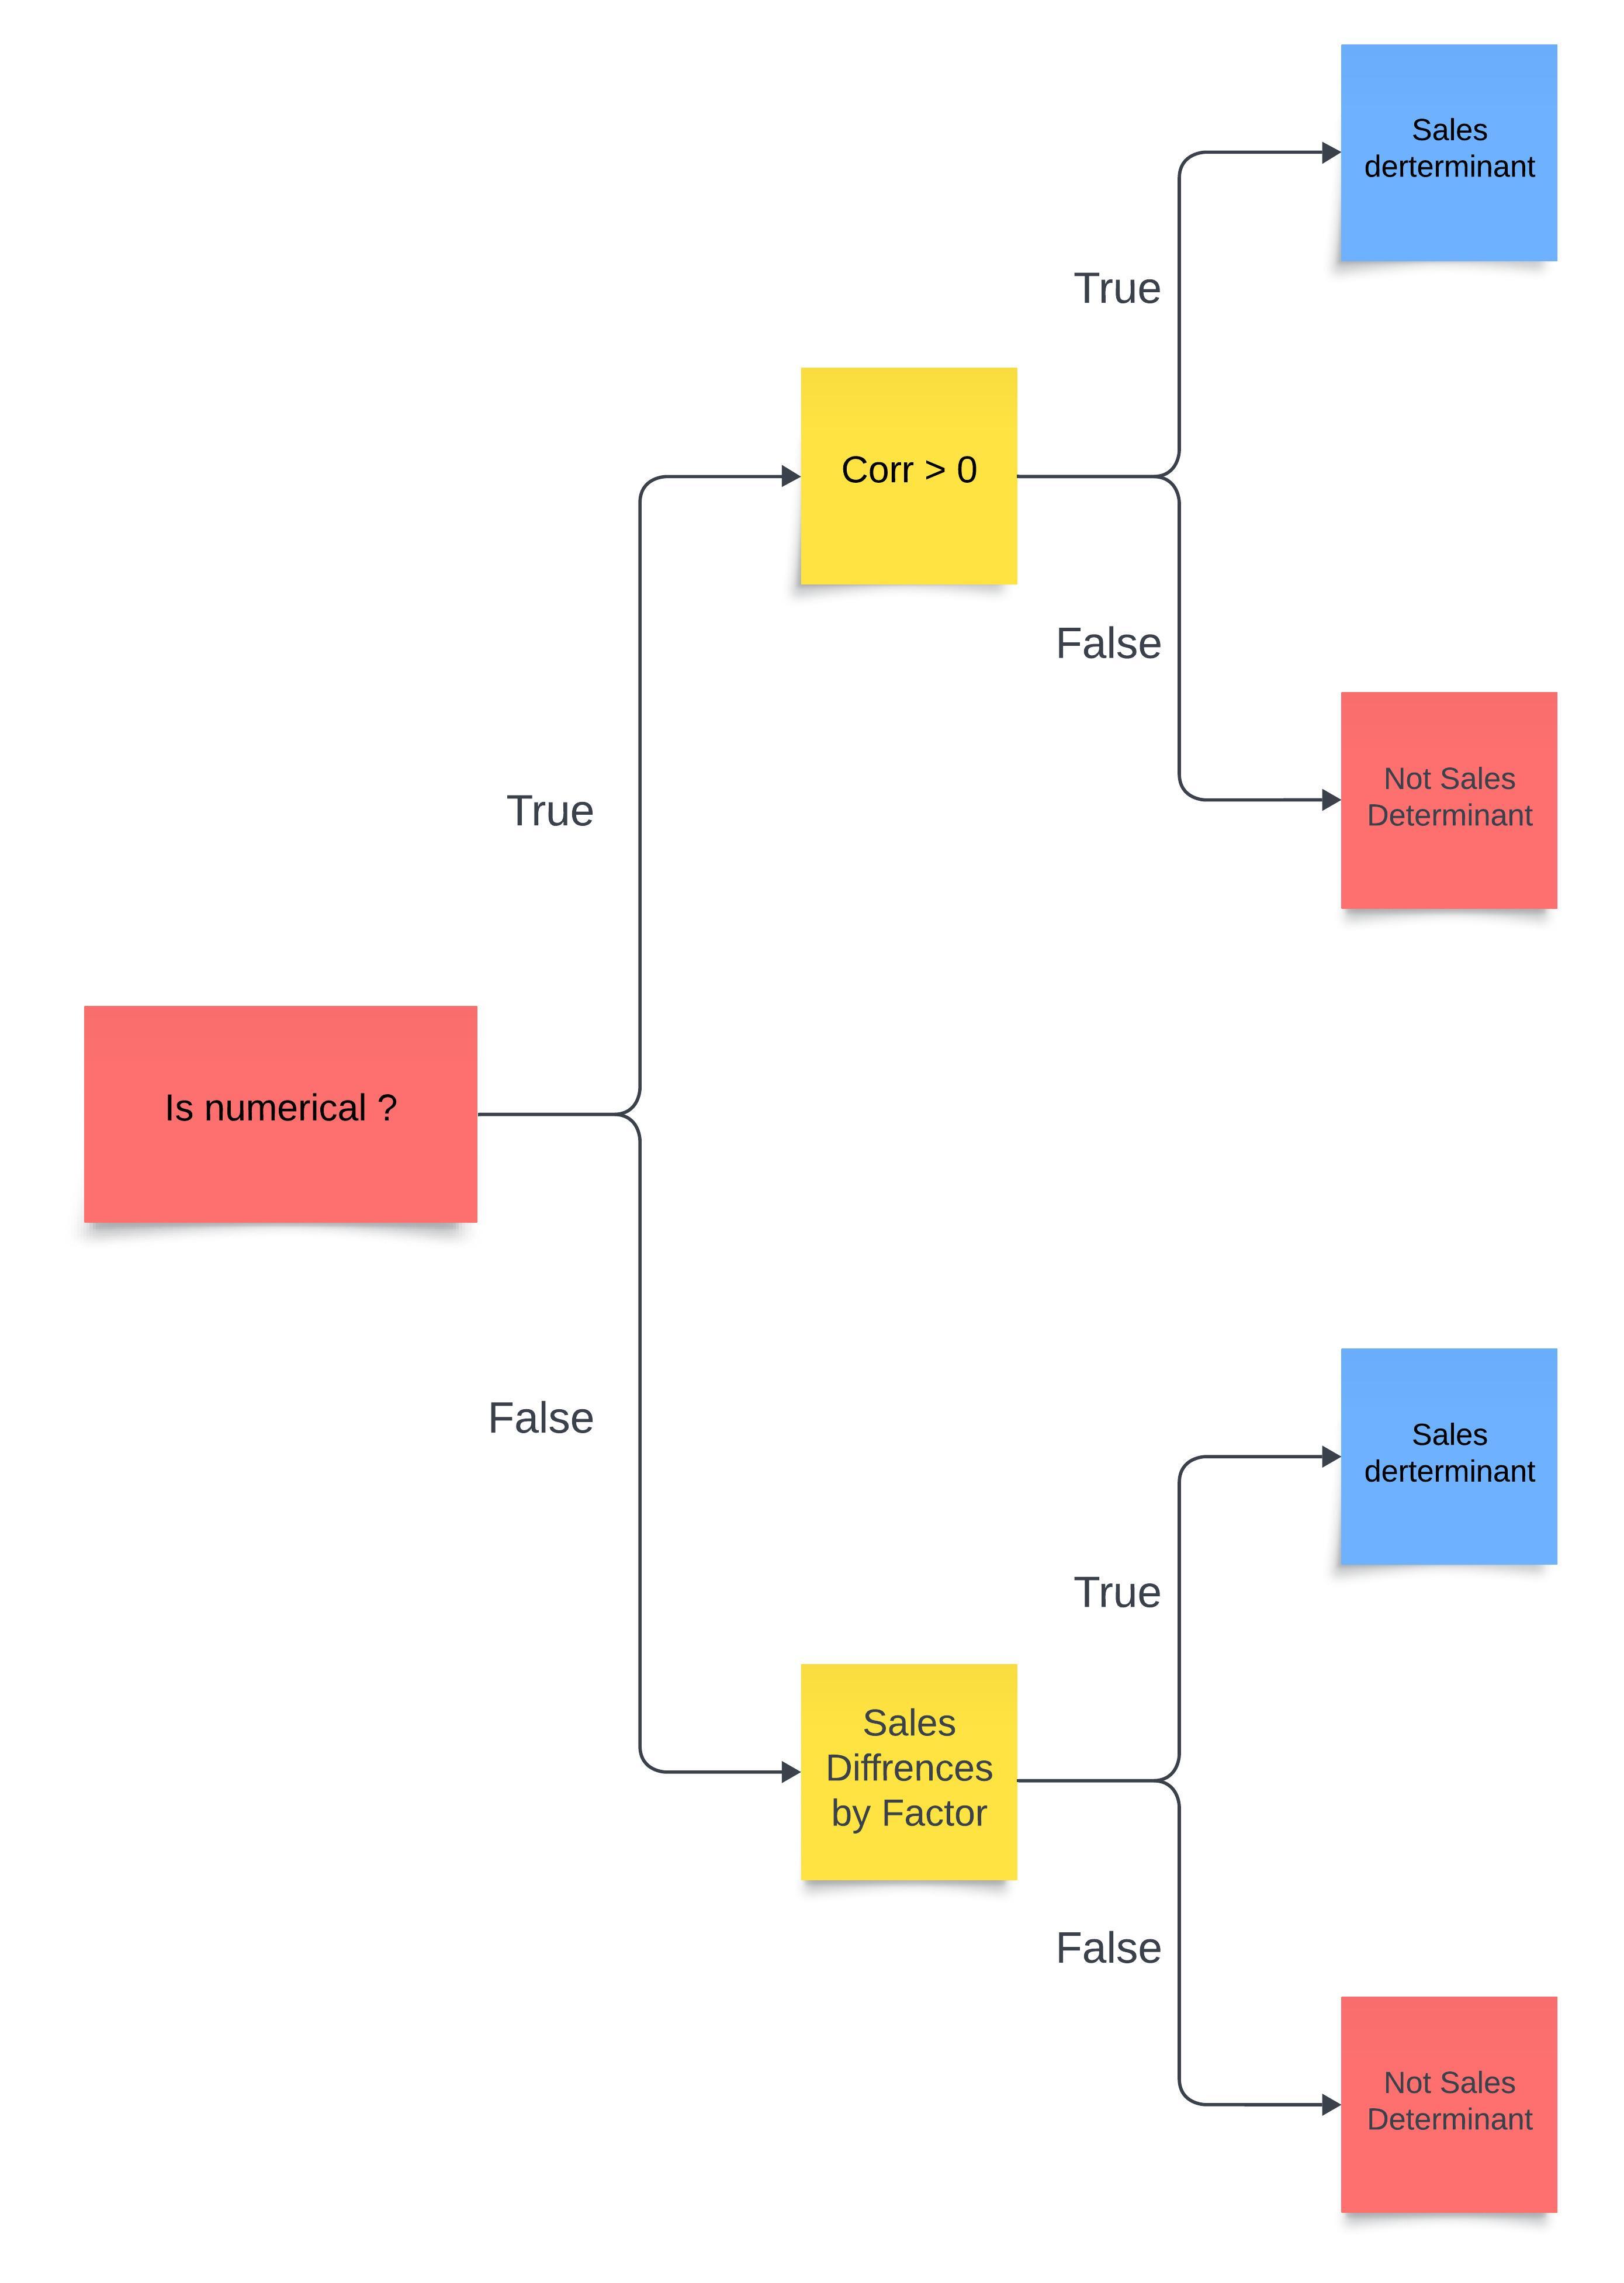 Sales
derterminant
True
Corr > 0
False
Not Sales
Determinant
True
Is numerical ?
False
Sales
derterminant
True
Sales
Diffrences
by Factor
False
Not Sales
Determinant